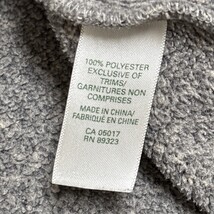 100% POLYESTER
EXCLUSIVE OF
TRIMS/
GARNITURES NON
COMPRISES
MADE IN CHINA/
FABRIQUÉ EN CHINE
CA 05017
RN 89323